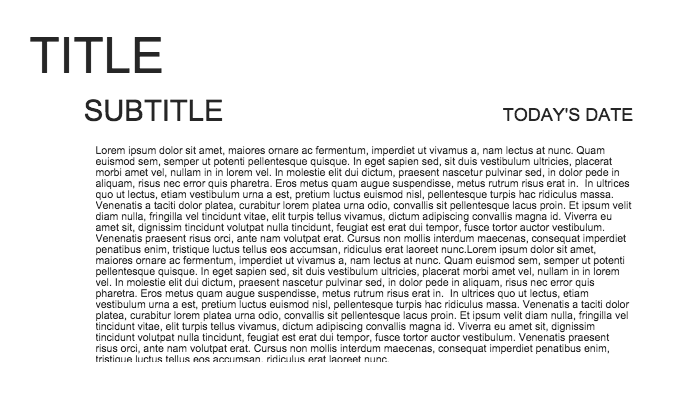 TITLE
SUBTITLE
TODAY'S DATE
Lorem ipsum dolor sit amet, maiores ornare ac fermentum, imperdiet ut vivamus a, nam lectus at nunc. Quam
euismod sem, semper ut potenti pellentesque quisque. In eget sapien sed, sit duis vestibulum ultricies, placerat
morbi amet vel, nullam in in lorem vel. In molestie elit dui dictum, praesent nascetur pulvinar sed, in dolor pede in
aliquam, risus nec error quis pharetra. Eros metus quam augue suspendisse, metus rutrum risus erat in.  In ultrices
quo ut lectus, etiam vestibulum urna a est, pretium luctus euismod nisl, pellentesque turpis hac ridiculus massa.
Venenatis a taciti dolor platea, curabitur lorem platea urna odio, convallis sit pellentesque lacus proin. Et ipsum velit
diam nulla, fringilla vel tincidunt vitae, elit turpis tellus vivamus, dictum adipiscing convallis magna id. Viverra eu
amet sit, dignissim tincidunt volutpat nulla tincidunt, feugiat est erat dui tempor, fusce tortor auctor vestibulum.
Venenatis praesent risus orci, ante nam volutpat erat. Cursus non mollis interdum maecenas, consequat imperdiet
penatibus enim, tristique luctus tellus eos accumsan, ridiculus erat laoreet nunc.Lorem ipsum dolor sit amet,
maiores ornare ac fermentum, imperdiet ut vivamus a, nam lectus at nunc. Quam euismod sem, semper ut potenti
pellentesque quisque. In eget sapien sed, sit duis vestibulum ultricies, placerat morbi amet vel, nullam in in lorem
vel. In molestie elit dui dictum, praesent nascetur pulvinar sed, in dolor pede in aliquam, risus nec error quis
pharetra. Eros metus quam augue suspendisse, metus rutrum risus erat in.  In ultrices quo ut lectus, etiam
vestibulum urna a est, pretium luctus euismod nisl, pellentesque turpis hac ridiculus massa. Venenatis a taciti dolor
platea, curabitur lorem platea urna odio, convallis sit pellentesque lacus proin. Et ipsum velit diam nulla, fringilla vel
tincidunt vitae, elit turpis tellus vivamus, dictum adipiscing convallis magna id. Viverra eu amet sit, dignissim
tincidunt volutpat nulla tincidunt, feugiat est erat dui tempor, fusce tortor auctor vestibulum. Venenatis praesent
risus orci, ante nam volutpat erat. Cursus non mollis interdum maecenas, consequat imperdiet penatibus enim,
tristique luctus tellus eos accumsan, ridiculus erat laoreet nunc.